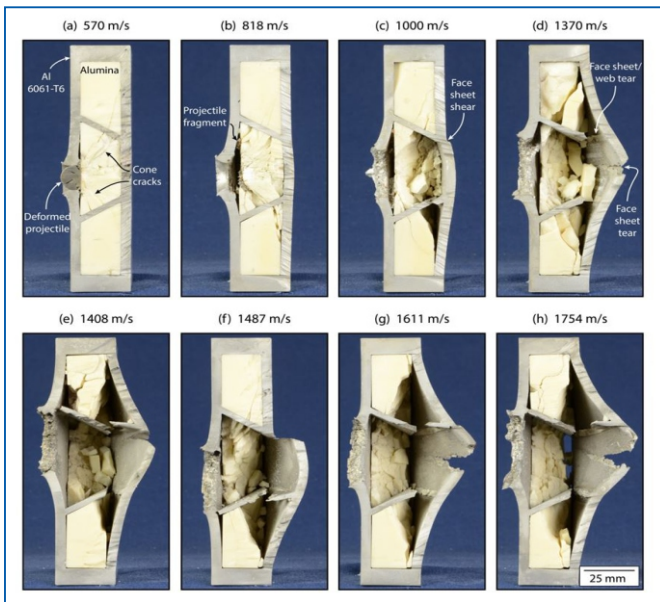 (a) 570 m/s
(b) 818 m/s
(c) 1000 m/s
(d) 1370 m/s
Al
6061-T6
Alumina
Cone
cracks
Deformed
projectile
Projectile
fragment
Face
sheet
shear
Face sheet/
web tear
Face
sheet
tear
(e) 1408 m/s
(f) 1487 m/s
(g) 1611 m/s
(h) 1754 m/s
25 mm